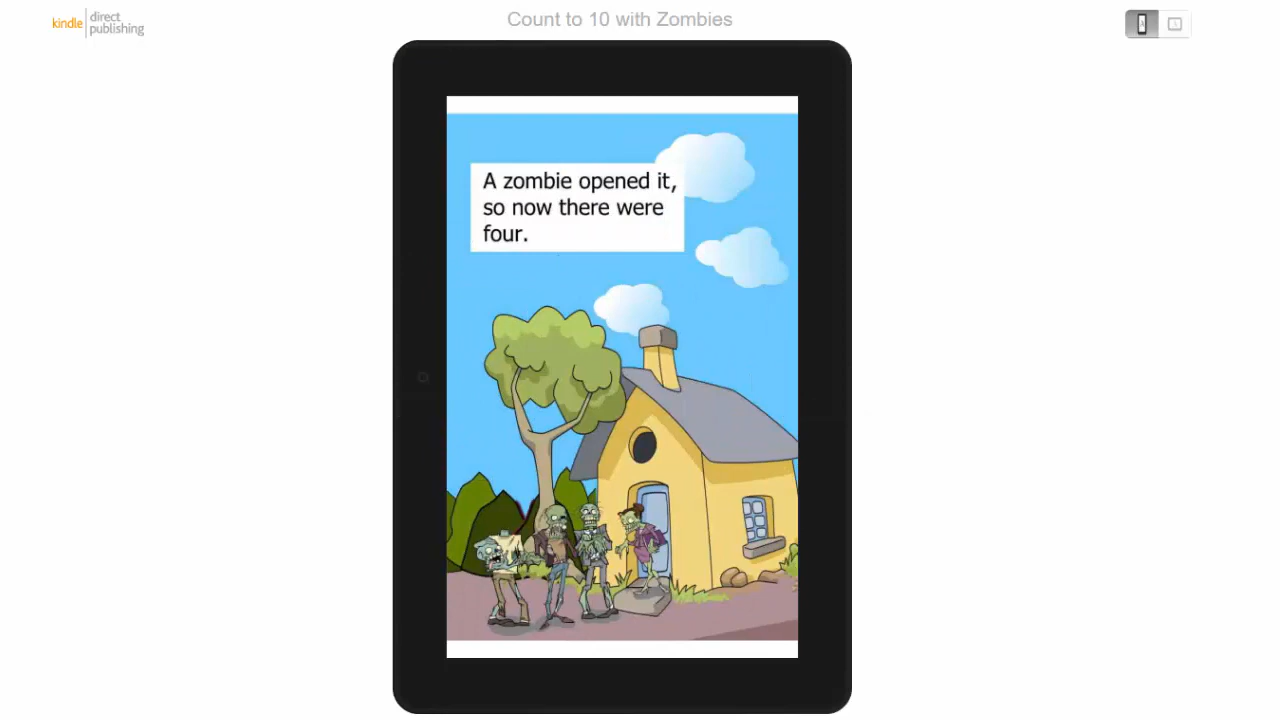 kindle direct publishing
Count to 10 with Zombies
A zombie opened it,
so now there were
four.